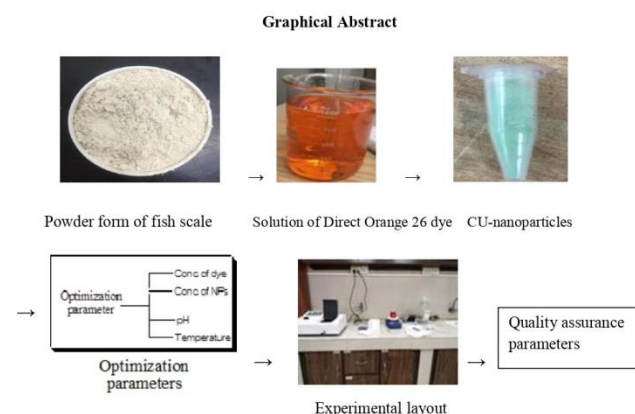 Graphical Abstract
→
→
Powder form of fish scale
Solution of Direct Orange 26 dye
CU-nanoparticles
→
Optimization
parameter
Conc. of dye
Conc. of NPs
pH
Temperature
Optimization
parameters
→
Experimental layout
→
Quality assurance
parameters